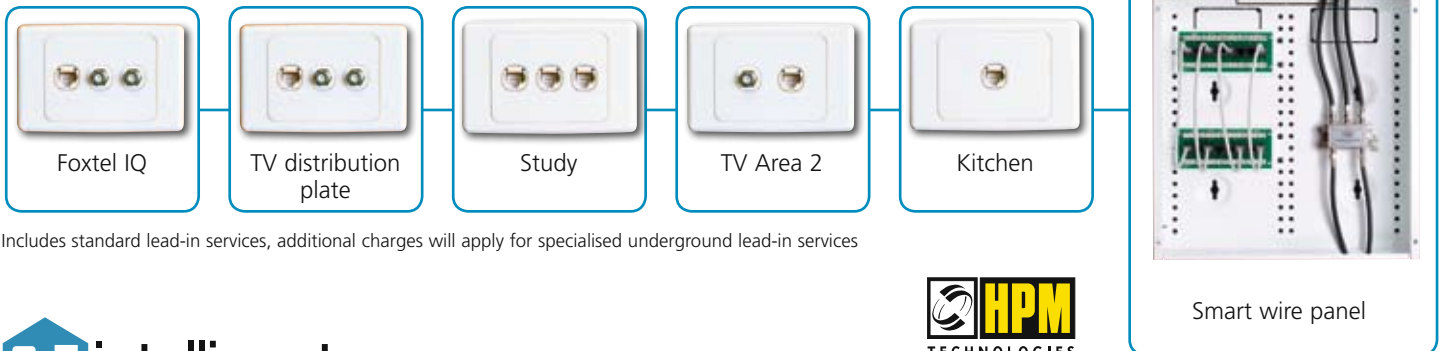 Foxtel IQ
TV distribution
plate
Study
TV Area 2
Kitchen
Smart wire panel
Includes standard lead-in services, additional charges will apply for specialised underground lead-in services
HPM
TECHNOLOGIES